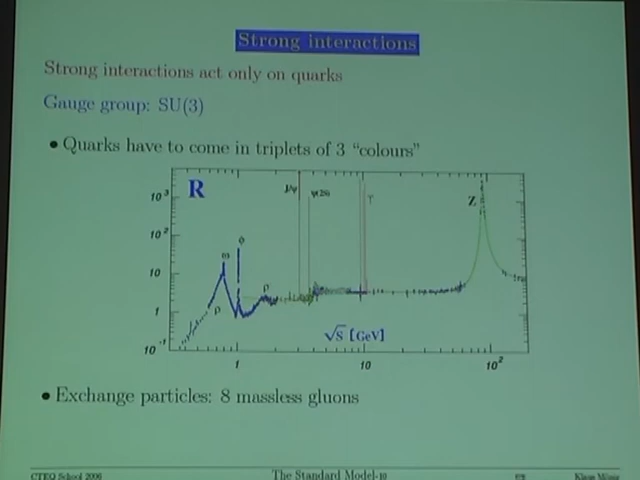 Strong interactions
Strong interactions act only on quarks
Gauge group: SU(3)
• Quarks have to come in triplets of 3 "colours"
R
J/ψ
ψ(2S)
ϒ
Z
ω
ϕ
ρ
ρ
10³
10²
10
1
10⁻¹
1
10
10²
√s [GeV]
• Exchange particles: 8 massless gluons
CTEQ School 2006
The Standard Model-10